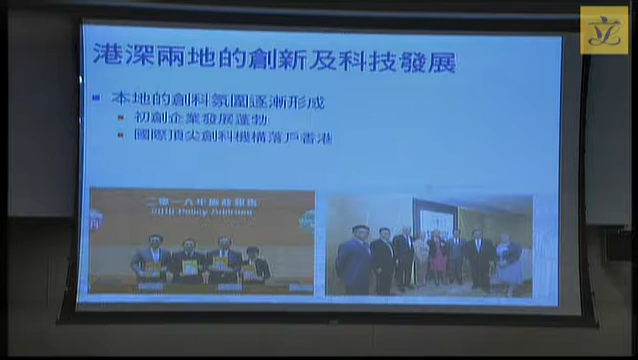 立
港深兩地的創新及科技發展
本地的創科氛圍逐漸形成
初創企業發展蓬勃
國際頂尖創科機構落戶香港
二零一六年施政報告
2016 Policy Address